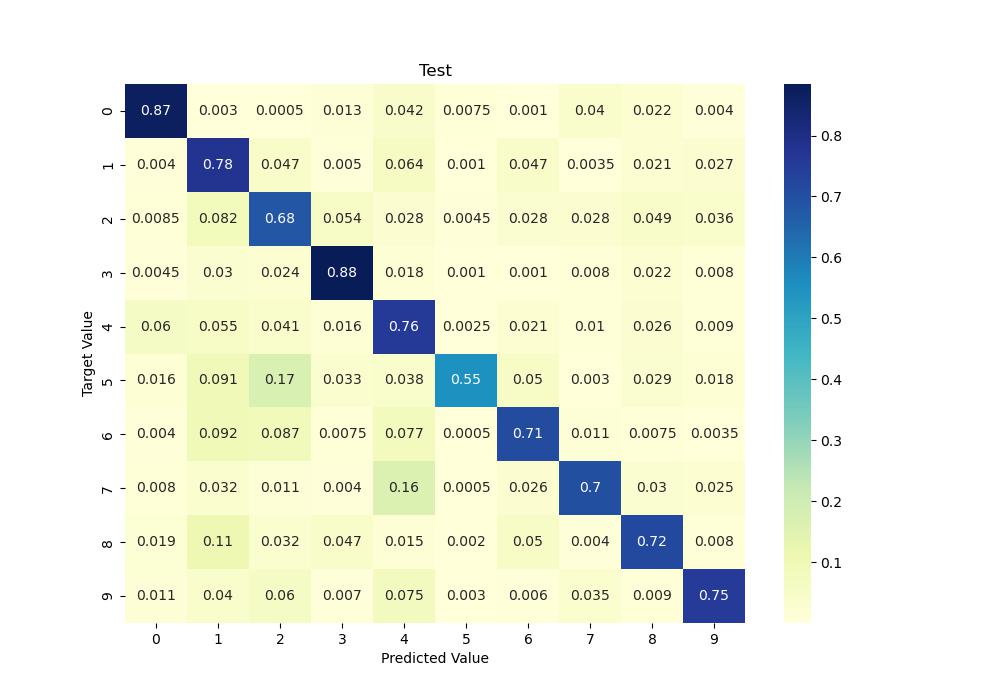 Test
0 0.87 0.003 0.0005 0.013 0.042 0.0075 0.001 0.04 0.022 0.004
1 0.004 0.78 0.047 0.005 0.064 0.001 0.047 0.0035 0.021 0.027
2 0.0085 0.082 0.68 0.054 0.028 0.0045 0.028 0.028 0.049 0.036
3 0.0045 0.03 0.024 0.88 0.018 0.001 0.001 0.008 0.022 0.008
4 0.06 0.055 0.041 0.016 0.76 0.0025 0.021 0.01 0.026 0.009
5 0.016 0.091 0.17 0.033 0.038 0.55 0.05 0.003 0.029 0.018
6 0.004 0.092 0.087 0.0075 0.077 0.0005 0.71 0.011 0.0075 0.0035
7 0.008 0.032 0.011 0.004 0.16 0.0005 0.026 0.7 0.03 0.025
8 0.019 0.11 0.032 0.047 0.015 0.002 0.05 0.004 0.72 0.008
9 0.011 0.04 0.06 0.007 0.075 0.003 0.006 0.035 0.009 0.75
0 1 2 3 4 5 6 7 8 9
Predicted Value
Target Value
0.8
0.7
0.6
0.5
0.4
0.3
0.2
0.1